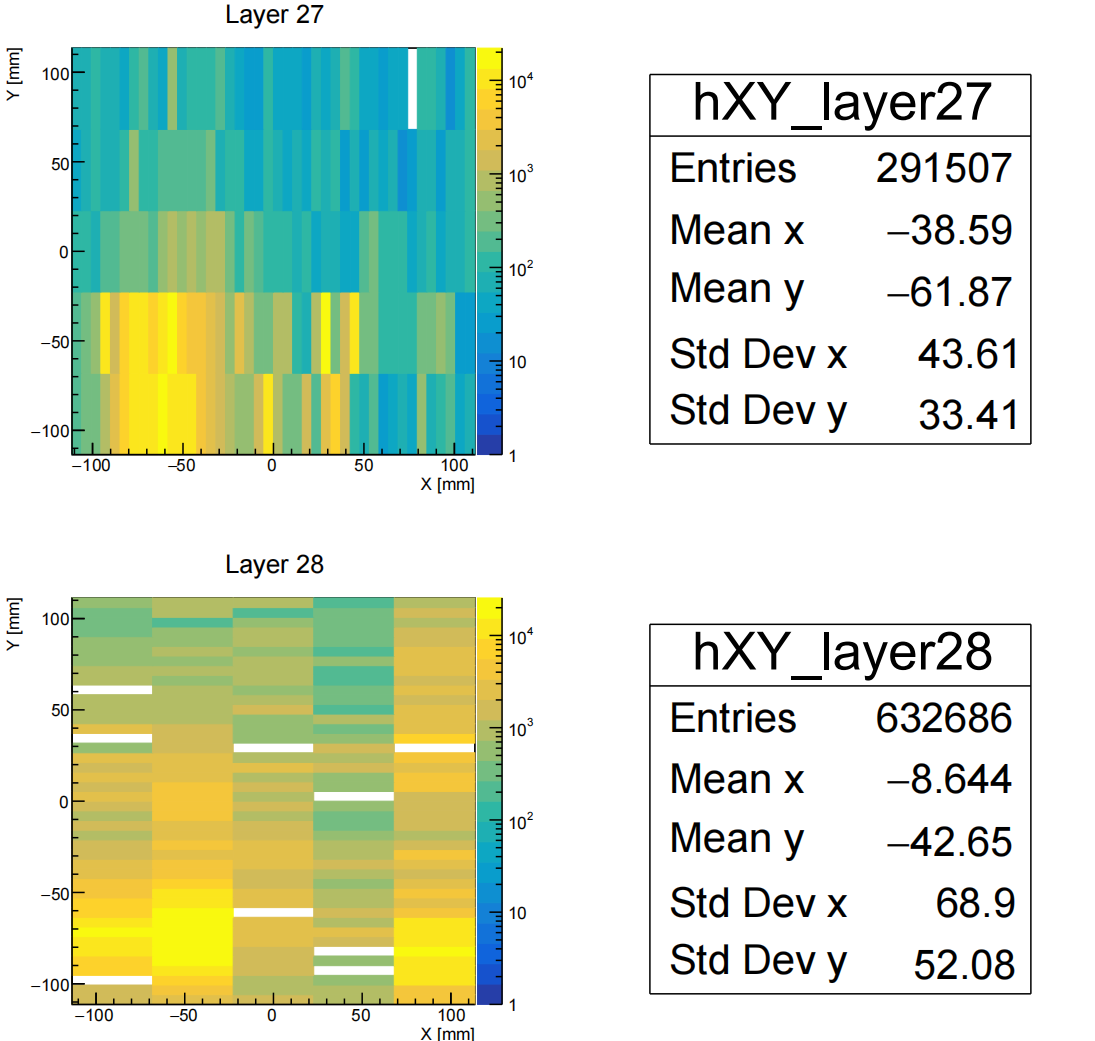 Layer 27
Y [mm]
100
50
0
−50
−100
−100 −50 0 50 100
X [mm]
10⁴
10³
10²
10
1
hXY_layer27
Entries 291507
Mean x −38.59
Mean y −61.87
Std Dev x 43.61
Std Dev y 33.41
Layer 28
Y [mm]
100
50
0
−50
−100
−100 −50 0 50 100
X [mm]
10⁴
10³
10²
10
1
hXY_layer28
Entries 632686
Mean x −8.644
Mean y −42.65
Std Dev x 68.9
Std Dev y 52.08